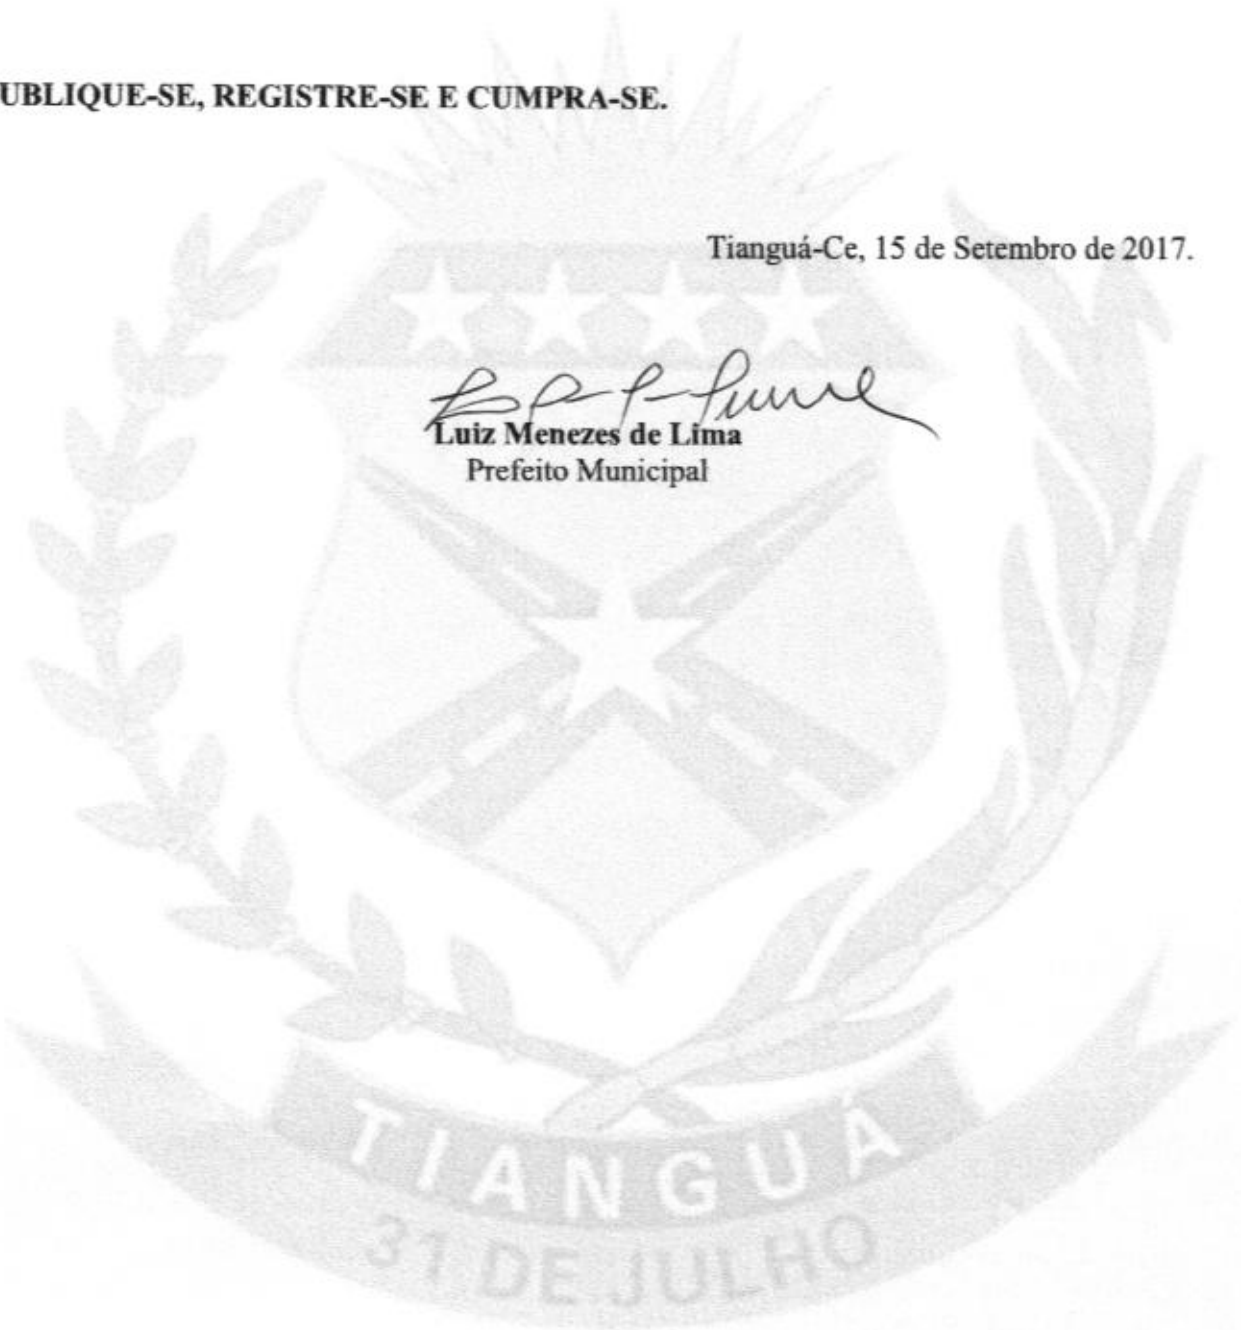 UBLIQUE-SE, REGISTRE-SE E CUMPRA-SE.
Tianguá-Ce, 15 de Setembro de 2017.
Luiz Menezes de Lima
Prefeito Municipal
TIANGUÁ
31 DE JULHO